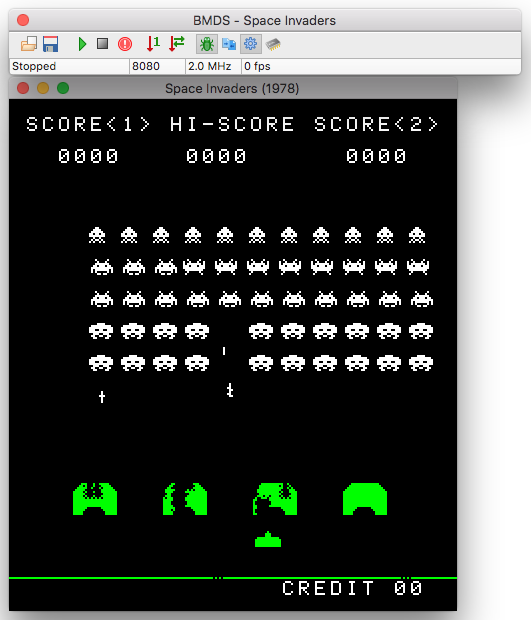 BMDS - Space Invaders
1
Stopped 8080 2.0 MHz 0 fps
Space Invaders (1978)
SCORE<1> HI-SCORE SCORE<2>
0000 0000 0000
CREDIT 00